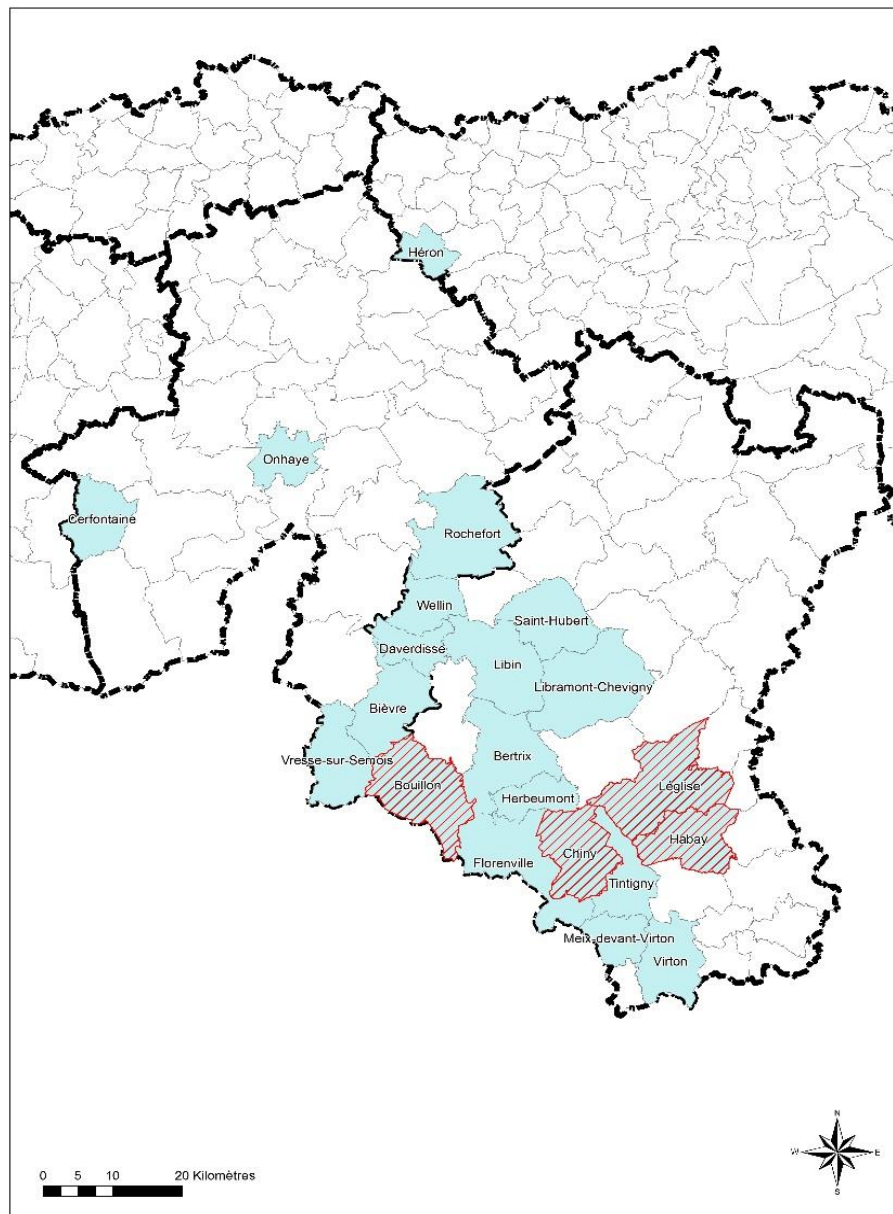 Héron
Onhaye
Cerfontaine
Rochefort
Wellin
Saint-Hubert
Daverdisse
Libin
Libramont-Chevigny
Bièvre
Vresse-sur-Semois
Bertrix
Bouillon
Léglise
Herbeumont
Habay
Chiny
Florenville
Tintigny
Meix-devant-Virton
Virton
N
W E
S
0 5 10 20 Kilomètres